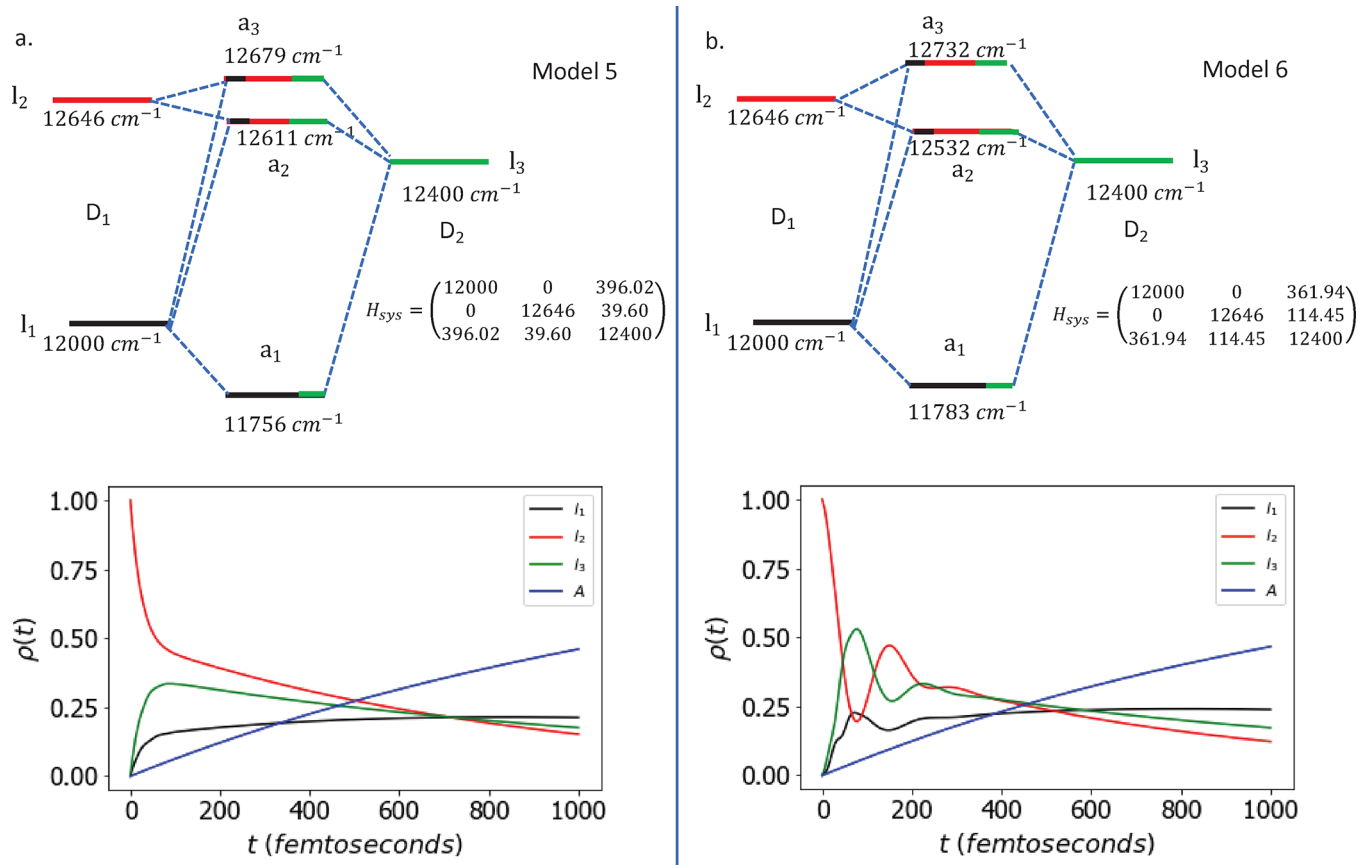 a.
a₃
12679 cm⁻¹
Model 5
l₂
12646 cm⁻¹
12611 cm⁻¹
a₂
l₃
12400 cm⁻¹
D₁
D₂
H_sys = (12000 0 396.02
0 12646 39.60
396.02 39.60 12400)
l₁
12000 cm⁻¹
a₁
11756 cm⁻¹
1.00
0.75
0.50
0.25
0.00
ρ(t)
l₁
l₂
l₃
A
0 200 400 600 800 1000
t (femtoseconds)
b.
a₃
12732 cm⁻¹
Model 6
l₂
12646 cm⁻¹
12532 cm⁻¹
a₂
l₃
12400 cm⁻¹
D₁
D₂
H_sys = (12000 0 361.94
0 12646 114.45
361.94 114.45 12400)
l₁
12000 cm⁻¹
a₁
11783 cm⁻¹
1.00
0.75
0.50
0.25
0.00
ρ(t)
l₁
l₂
l₃
A
0 200 400 600 800 1000
t (femtoseconds)